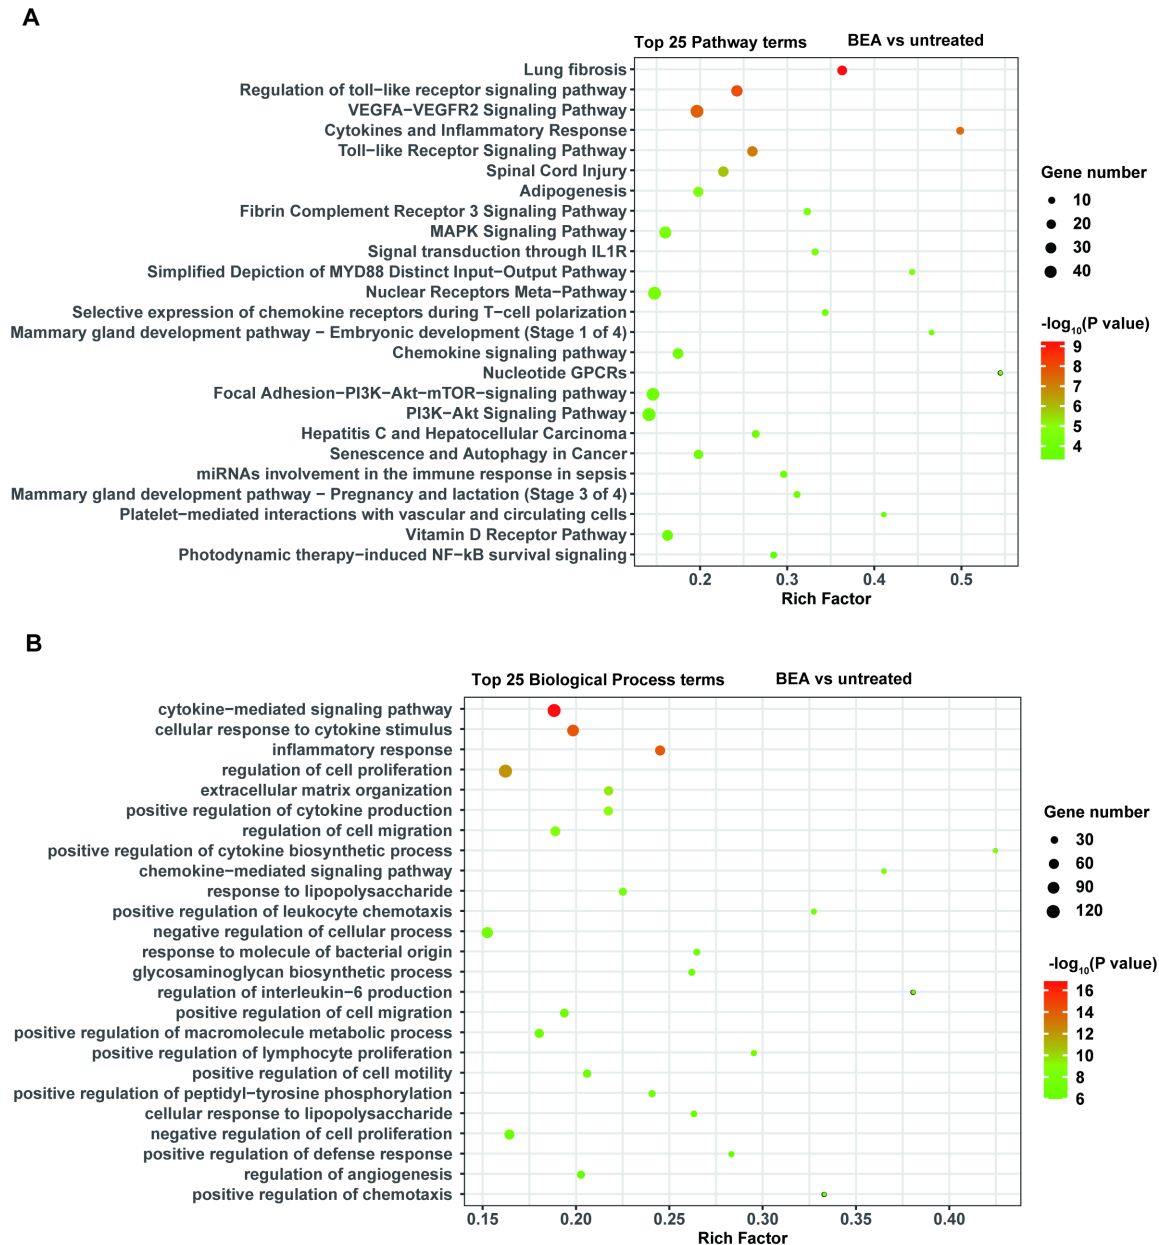 A
Top 25 Pathway terms BEA vs untreated
Lung fibrosis
Regulation of toll−like receptor signaling pathway
VEGFA−VEGFR2 Signaling Pathway
Cytokines and Inflammatory Response
Toll−like Receptor Signaling Pathway
Spinal Cord Injury
Adipogenesis
Fibrin Complement Receptor 3 Signaling Pathway
MAPK Signaling Pathway
Signal transduction through IL1R
Simplified Depiction of MYD88 Distinct Input−Output Pathway
Nuclear Receptors Meta−Pathway
Selective expression of chemokine receptors during T−cell polarization
Mammary gland development pathway − Embryonic development (Stage 1 of 4)
Chemokine signaling pathway
Nucleotide GPCRs
Focal Adhesion−PI3K−Akt−mTOR−signaling pathway
PI3K−Akt Signaling Pathway
Hepatitis C and Hepatocellular Carcinoma
Senescence and Autophagy in Cancer
miRNAs involvement in the immune response in sepsis
Mammary gland development pathway − Pregnancy and lactation (Stage 3 of 4)
Platelet−mediated interactions with vascular and circulating cells
Vitamin D Receptor Pathway
Photodynamic therapy−induced NF−kB survival signaling
0.2 0.3 0.4 0.5
Rich Factor
Gene number
10
20
30
40
-log10(P value)
9
8
7
6
5
4
B
Top 25 Biological Process terms BEA vs untreated
cytokine−mediated signaling pathway
cellular response to cytokine stimulus
inflammatory response
regulation of cell proliferation
extracellular matrix organization
positive regulation of cytokine production
regulation of cell migration
positive regulation of cytokine biosynthetic process
chemokine−mediated signaling pathway
response to lipopolysaccharide
positive regulation of leukocyte chemotaxis
negative regulation of cellular process
response to molecule of bacterial origin
glycosaminoglycan biosynthetic process
regulation of interleukin−6 production
positive regulation of cell migration
positive regulation of macromolecule metabolic process
positive regulation of lymphocyte proliferation
positive regulation of cell motility
positive regulation of peptidyl−tyrosine phosphorylation
cellular response to lipopolysaccharide
negative regulation of cell proliferation
positive regulation of defense response
regulation of angiogenesis
positive regulation of chemotaxis
0.15 0.20 0.25 0.30 0.35 0.40
Rich Factor
Gene number
30
60
90
120
-log10(P value)
16
14
12
10
8
6